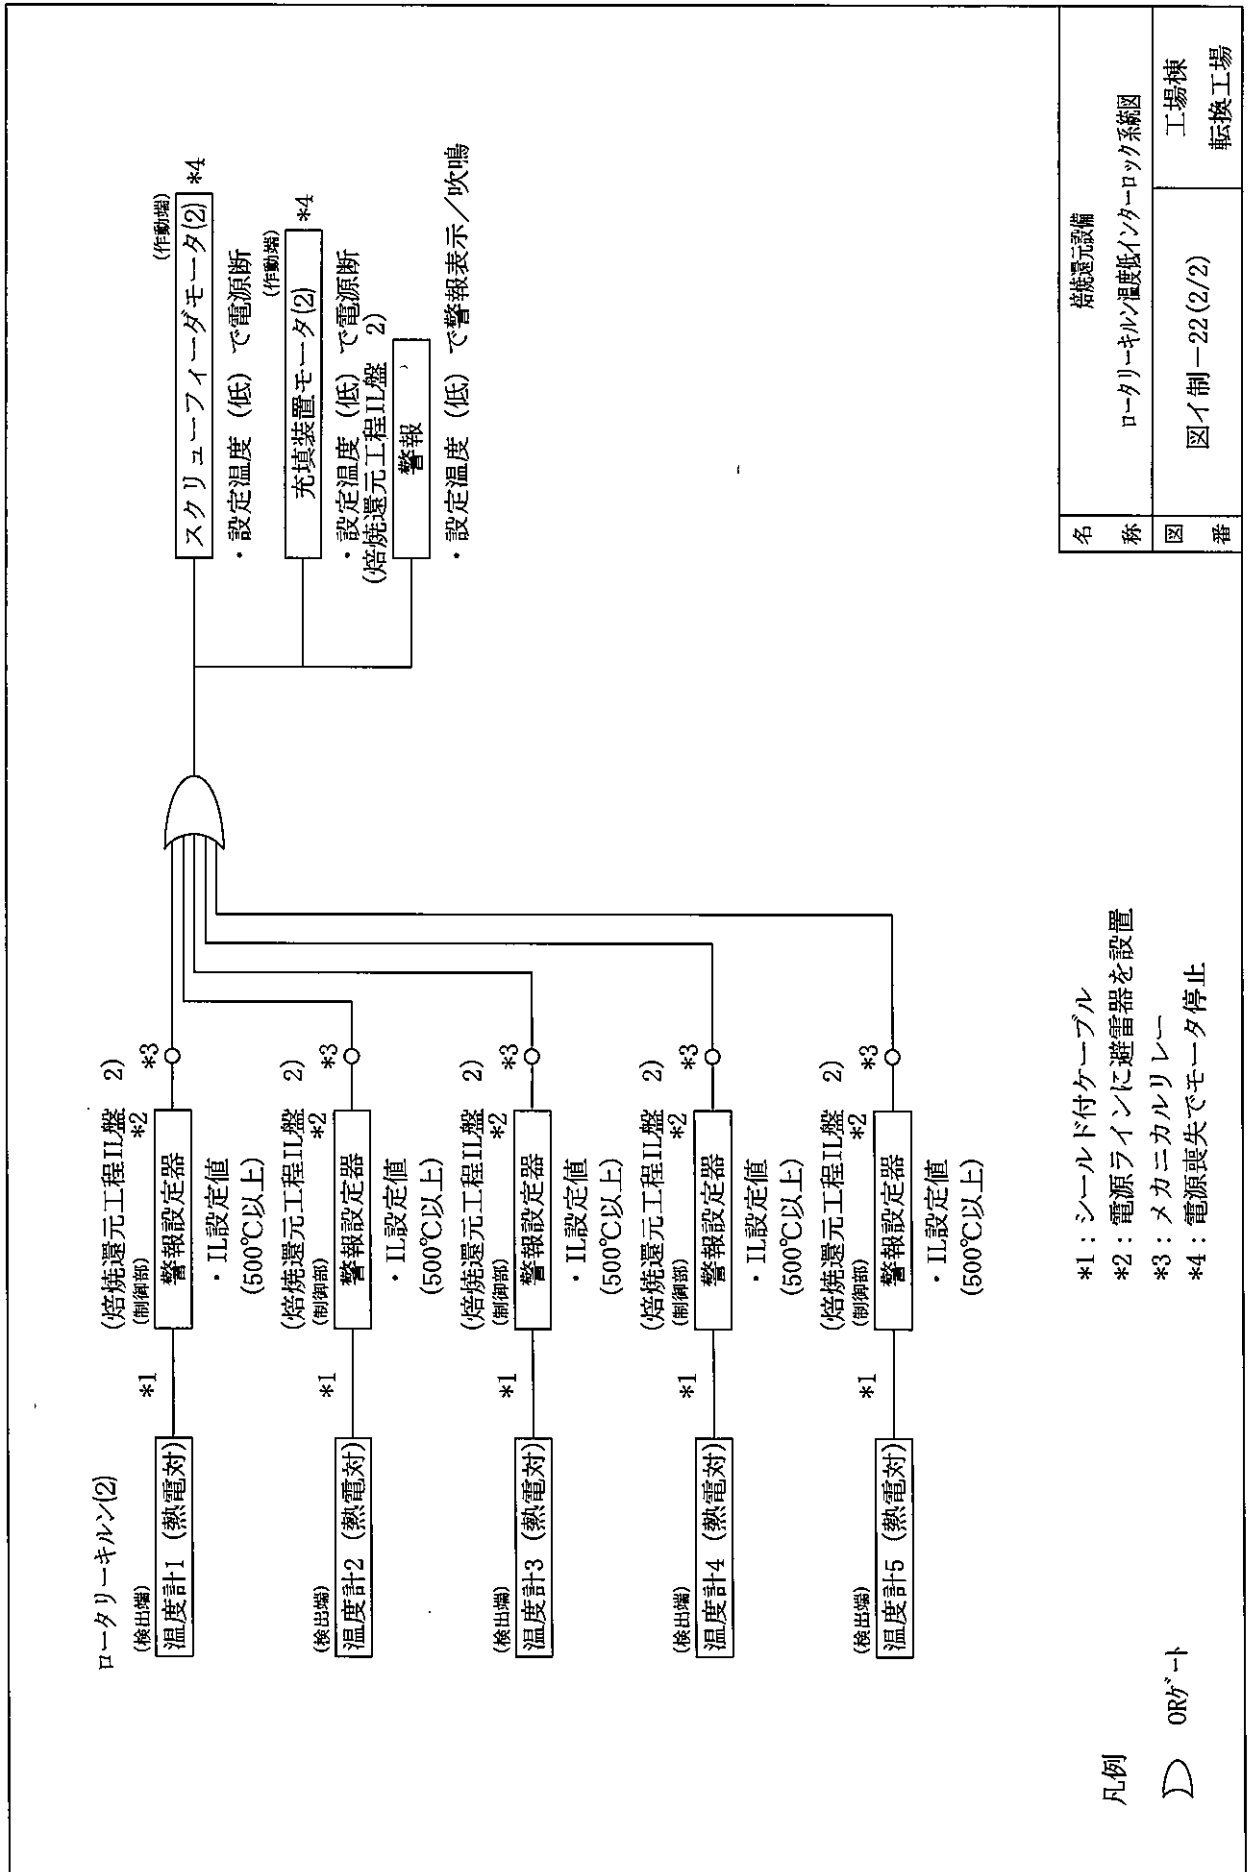 ロータリーキルン(2)
(検出端)
温度計1 (熱電対)
*1
(焙焼還元工程IL盤 2)
(制御部)
*2
警報設定器
*3
・IL設定値
(500℃以上)
(検出端)
温度計2 (熱電対)
*1
(焙焼還元工程IL盤 2)
(制御部)
*2
警報設定器
*3
・IL設定値
(500℃以上)
(検出端)
温度計3 (熱電対)
*1
(焙焼還元工程IL盤 2)
(制御部)
*2
警報設定器
*3
・IL設定値
(500℃以上)
(検出端)
温度計4 (熱電対)
*1
(焙焼還元工程IL盤 2)
(制御部)
*2
警報設定器
*3
・IL設定値
(500℃以上)
(検出端)
温度計5 (熱電対)
*1
(焙焼還元工程IL盤 2)
(制御部)
*2
警報設定器
*3
・IL設定値
(500℃以上)
(作動端)
スクリューフィーダモータ(2)
*4
・設定温度 (低) で電源断
(作動端)
充填装置モータ(2)
*4
・設定温度 (低) で電源断
(焙焼還元工程IL盤 2)
警報
・設定温度 (低) で警報表示/吹鳴
凡例
ORゲート
*1:シールド付ケーブル
*2:電源ラインに避雷器を設置
*3:メカニカルリレー
*4:電源喪失でモータ停止
名称
焙焼還元設備
ロータリーキルン温度低インターロック系統図
図番
図イ制-22(2/2)
工場棟
転換工場